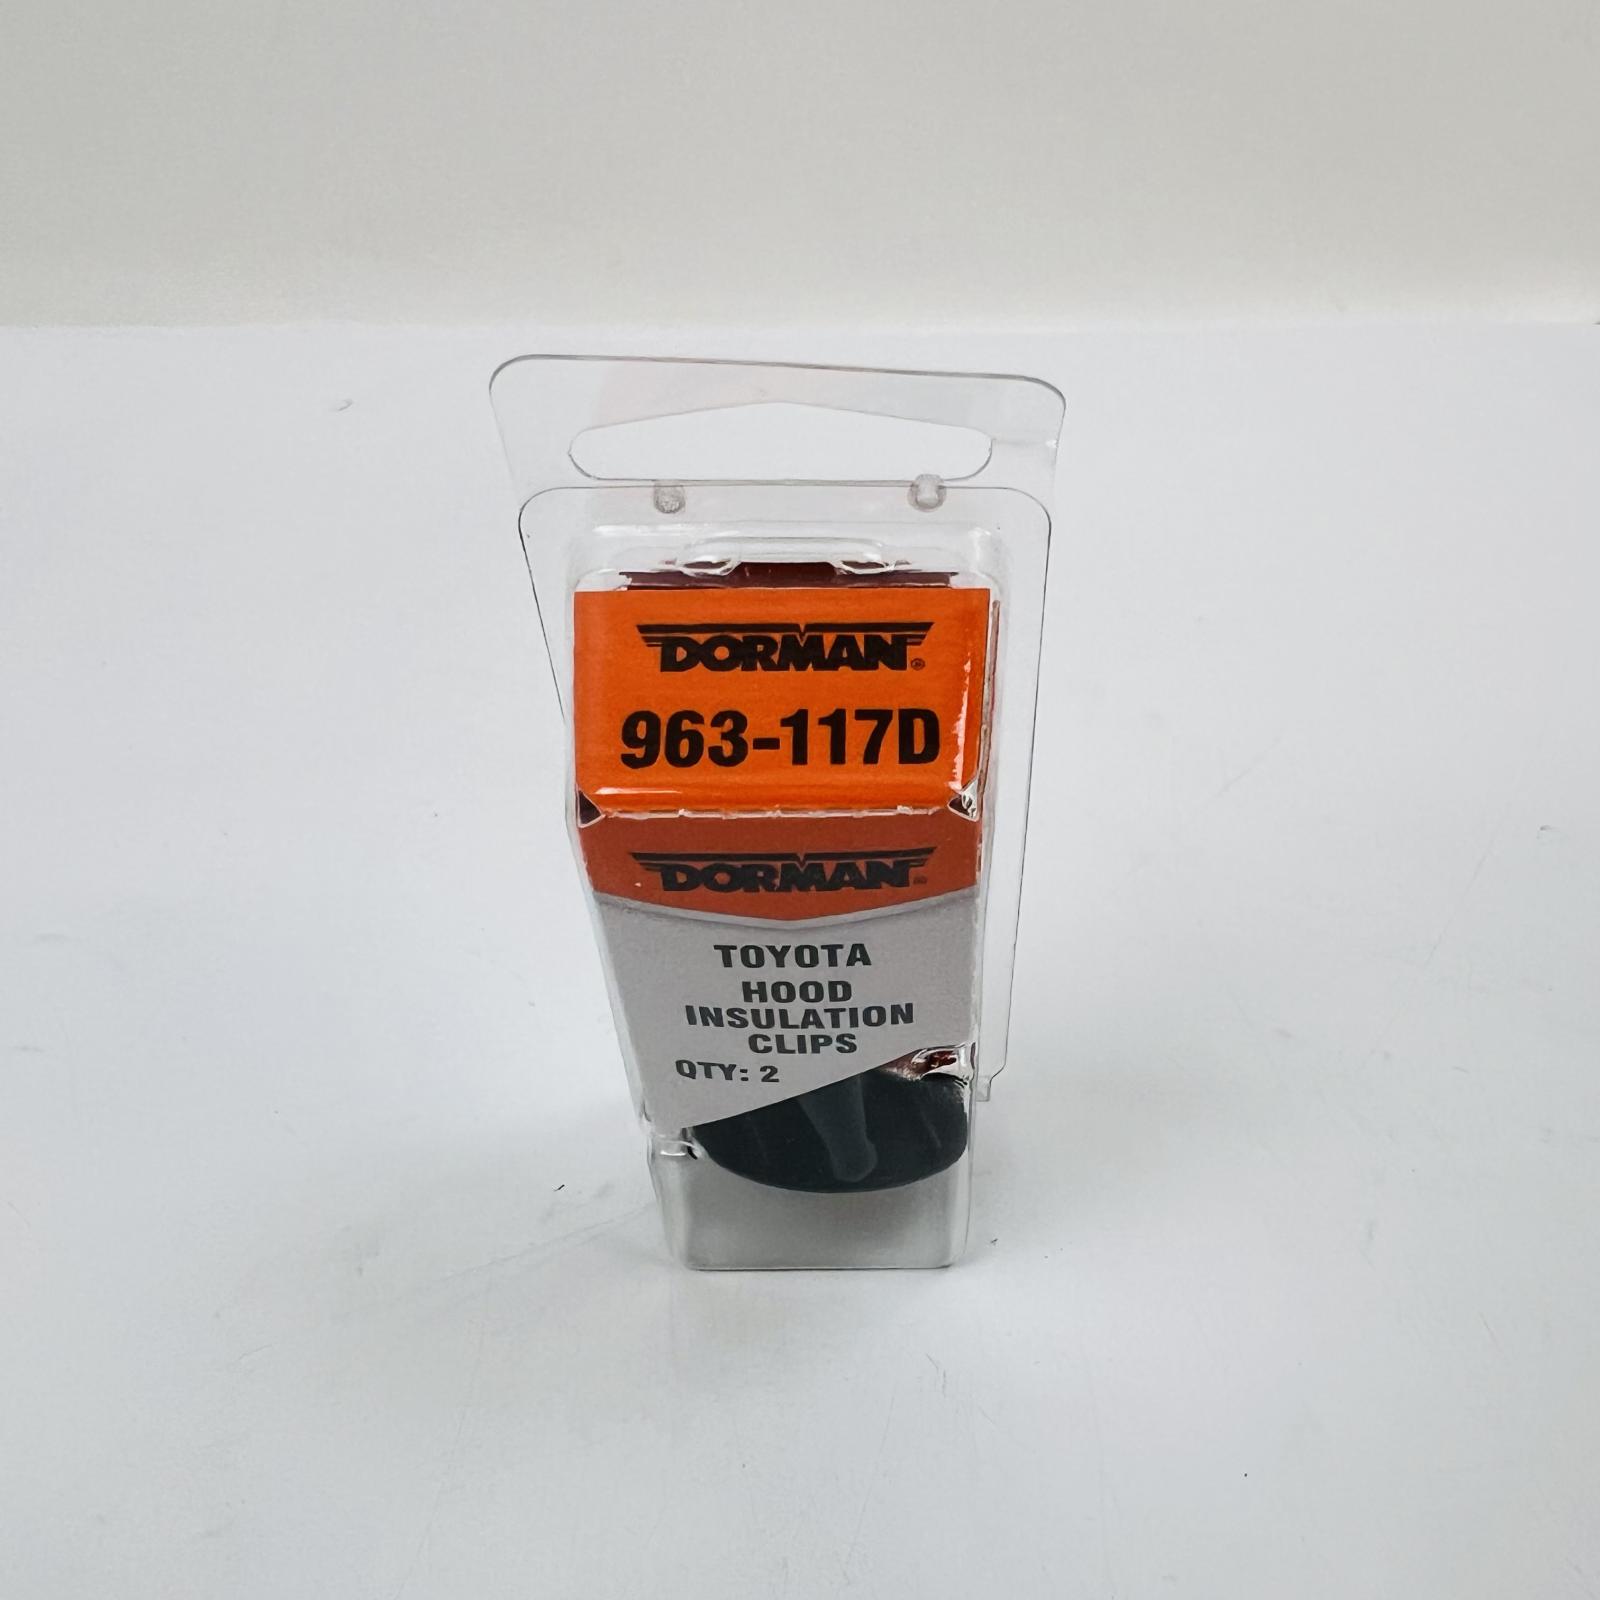 DORMAN
963-117D
DORMAN
TOYOTA
HOOD
INSULATION
CLIPS
QTY: 2